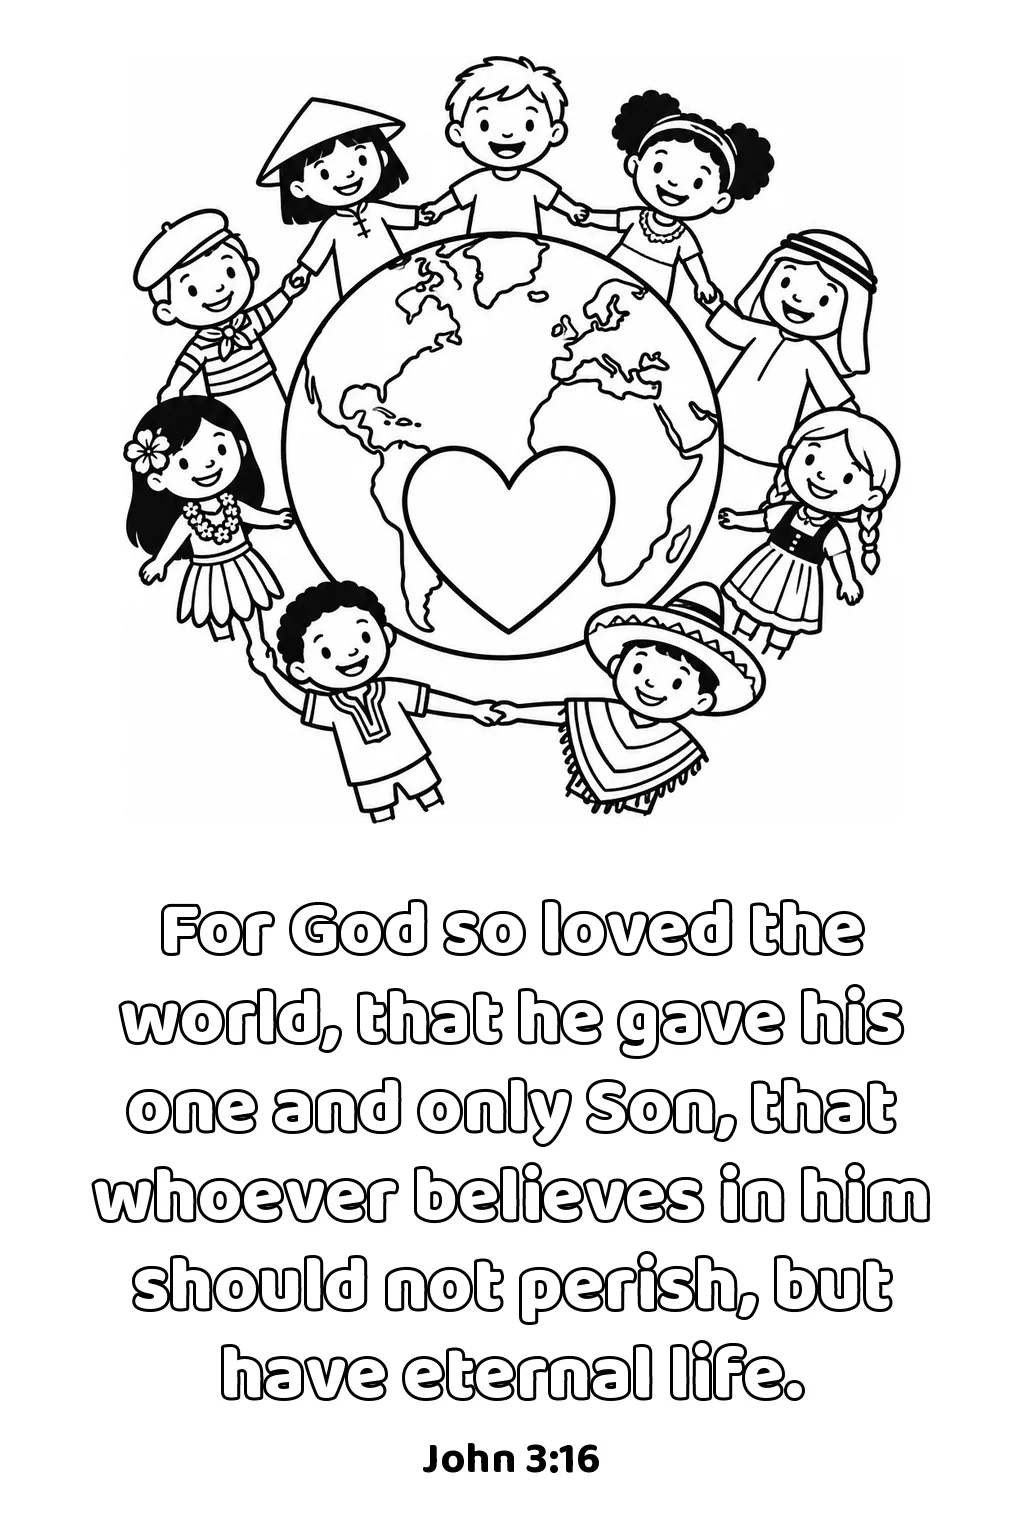 For God so loved the
world, that he gave his
one and only Son, that
whoever believes in him
should not perish, but
have eternal life.
John 3:16